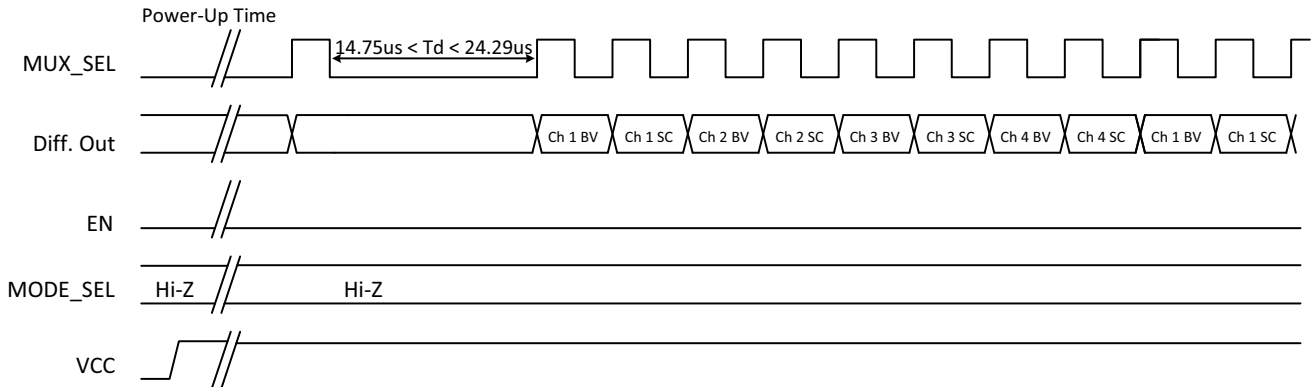 Power-Up Time
MUX_SEL
14.75us < Td < 24.29us
Diff. Out
Ch 1 BV
Ch 1 SC
Ch 2 BV
Ch 2 SC
Ch 3 BV
Ch 3 SC
Ch 4 BV
Ch 4 SC
Ch 1 BV
Ch 1 SC
EN
MODE_SEL
Hi-Z
Hi-Z
VCC